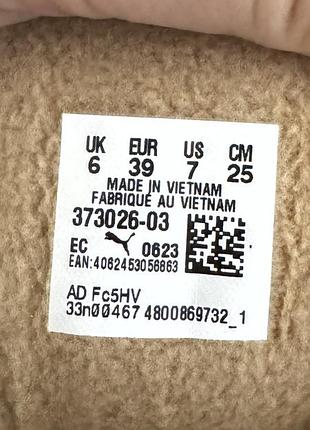 UK EUR US CM
6 39 7 25
MADE IN VIETNAM
FABRIQUÉ AU VIETNAM
373026-03
EC 0623
EAN:4062453056863
AD Fc5HV
33n00467 4800869732_1